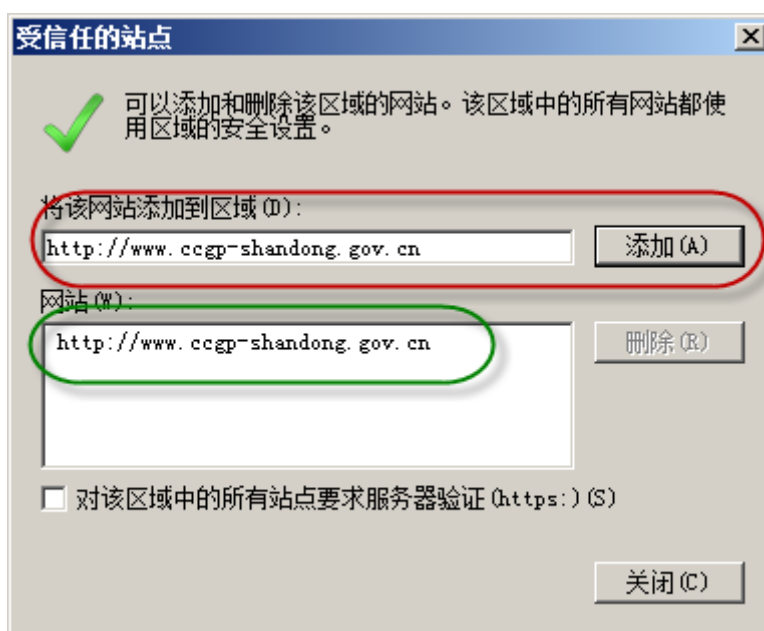 受信任的站点
可以添加和删除该区域的网站。该区域中的所有网站都使
用区域的安全设置。
将该网站添加到区域(D):
http://www.ccgp-shandong.gov.cn
添加(A)
网站(W):
http://www.ccgp-shandong.gov.cn
删除(R)
对该区域中的所有站点要求服务器验证(https:)(S)
关闭(C)